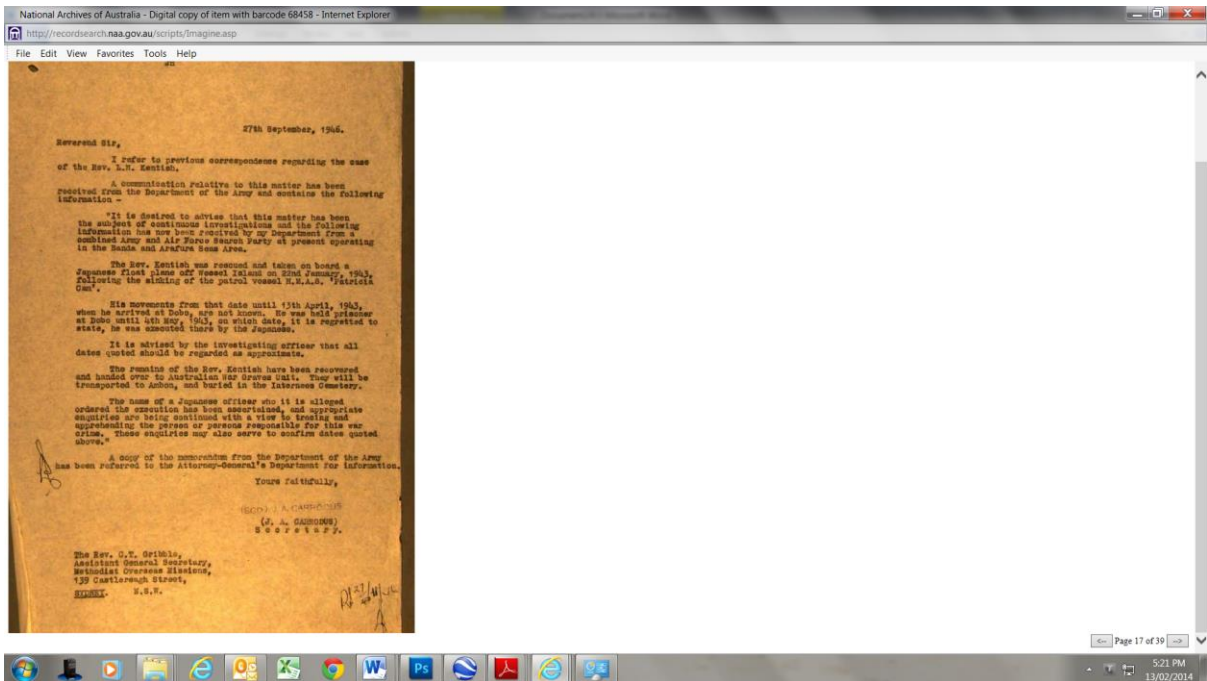 National Archives of Australia - Digital copy of item with barcode 68458 - Internet Explorer
http://recordsearch.naa.gov.au/scripts/Imagine.asp
File Edit View Favorites Tools Help
27th September, 1946.
Reverend Sir,
I refer to previous correspondence regarding the case
of the Rev. L.N. Kentish.
A communication relative to this matter has been
received from the Department of the Army and contains the following
information -
"It is desired to advise that this matter has been
the subject of continuous investigations and the following
information has now been received by my Department from a
combined Army and Air Force Search Party at present operating
in the Banda and Arafura Seas Area.
The Rev. Kentish was rescued and taken on board a
Japanese float plane off Wessel Island on 22nd January, 1943,
following the sinking of the patrol vessel H.M.A.S. 'Patricia
Cam'.
His movements from that date until 13th April, 1943,
when he arrived at Dobo, are not known. He was held prisoner
at Dobo until 4th May, 1943, on which date, it is regretted to
state, he was executed there by the Japanese.
It is advised by the investigating officer that all
dates quoted should be regarded as approximate.
The remains of the Rev. Kentish have been recovered
and handed over to Australian War Graves Unit. They will be
transported to Ambon, and buried in the Internees Cemetery.
The name of a Japanese officer who it is alleged
ordered the execution has been ascertained, and appropriate
enquiries are being continued with a view to tracing and
apprehending the person or persons responsible for this war
crime. These enquiries may also serve to confirm dates quoted
above."
A copy of the memorandum from the Department of the Army
has been referred to the Attorney-General's Department for information.
Yours faithfully,
(SGD) J. A. CARRODUS
(J. A. CARRODUS)
Secretary.
The Rev. C.T. Gribble,
Assistant General Secretary,
Methodist Overseas Missions,
139 Castlereagh Street,
SYDNEY. N.S.W.
<-- Page 17 of 39 -->
5:21 PM
13/02/2014